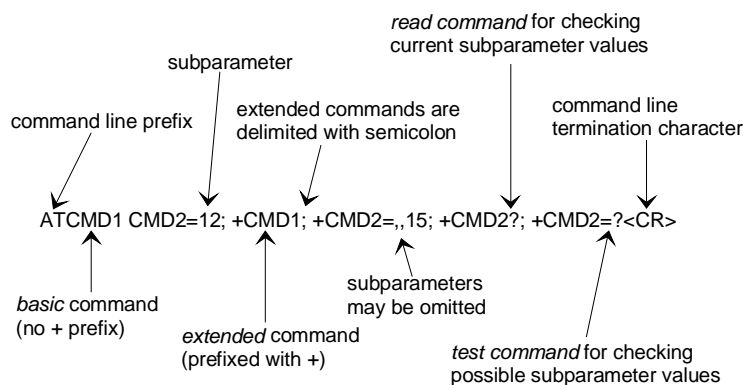 read command for checking
current subparameter values
subparameter
extended commands are
delimited with semicolon
command line
termination character
command line prefix
ATCMD1 CMD2=12; +CMD1; +CMD2=,,15; +CMD2?; +CMD2=?<CR>
basic command
(no + prefix)
extended command
(prefixed with +)
subparameters
may be omitted
test command for checking
possible subparameter values